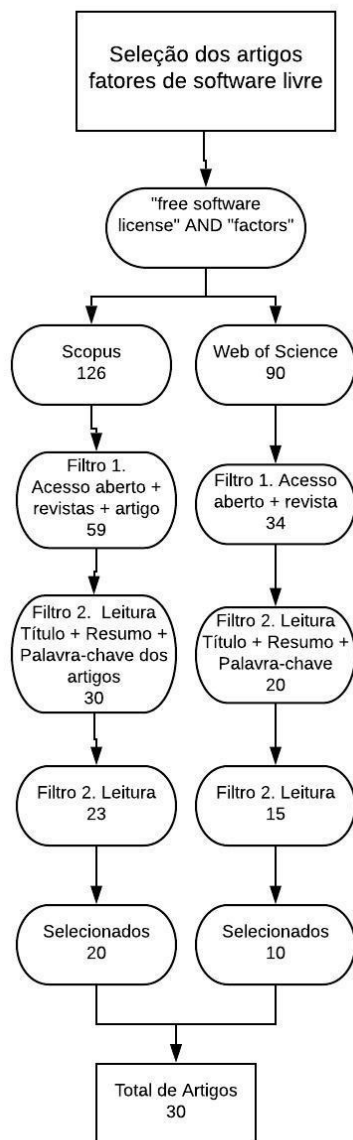 Seleção dos artigos
fatores de software livre
"free software
license" AND "factors"
Scopus
126
Web of Science
90
Filtro 1.
Acesso aberto +
revistas + artigo
59
Filtro 1. Acesso
aberto + revista
34
Filtro 2. Leitura
Título + Resumo +
Palavra-chave dos
artigos
30
Filtro 2. Leitura
Título + Resumo +
Palavra-chave
20
Filtro 2. Leitura
23
Filtro 2. Leitura
15
Selecionados
20
Selecionados
10
Total de Artigos
30